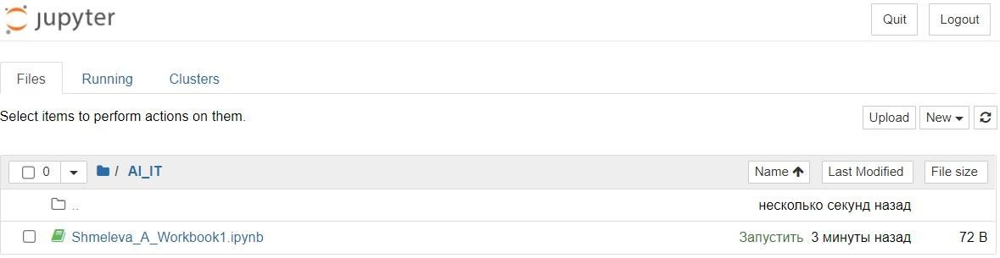 jupyter Quit Logout
Files Running Clusters
Select items to perform actions on them. Upload New
0 / AI_IT Name Last Modified File size
.. несколько секунд назад
Shmeleva_A_Workbook1.ipynb Запустить 3 минуты назад 72 B